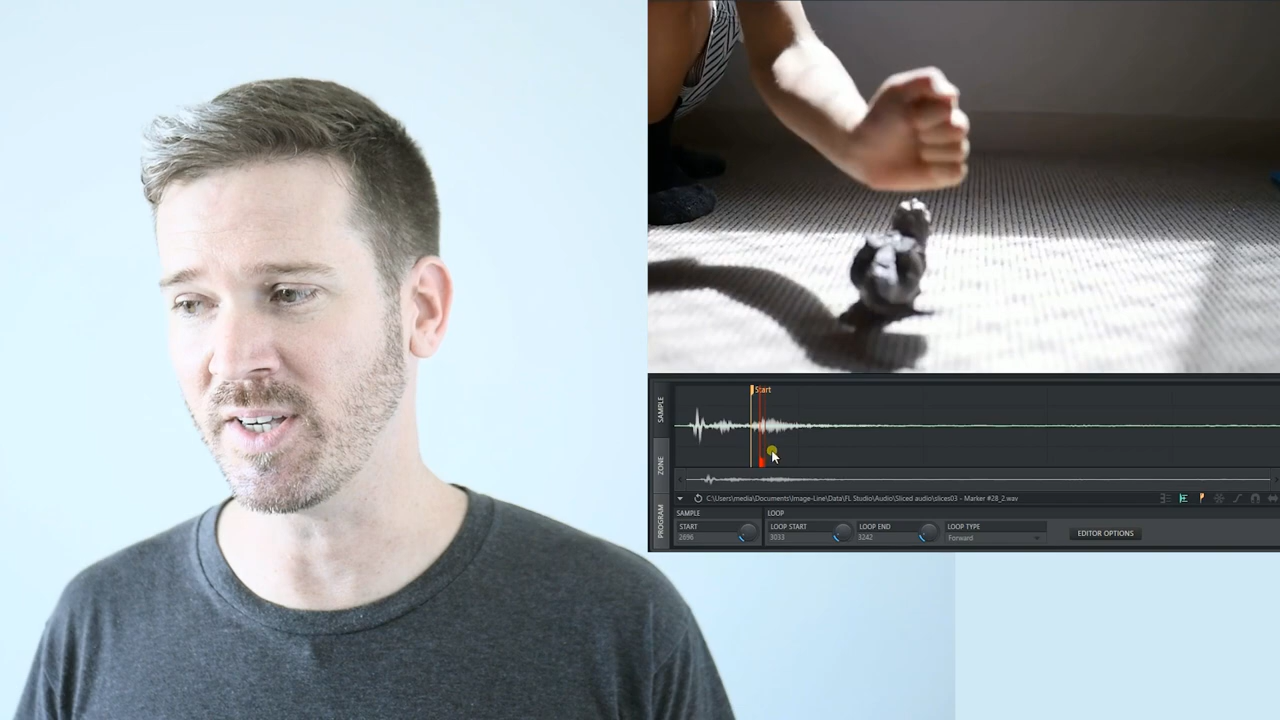 Start
SAMPLE
ZONE
PROGRAM
C:\Users\media\Documents\Image-Line\Data\FL Studio\Audio\Sliced audio\slices03 - Marker #28_2.wav
SAMPLE
LOOP
START
LOOP START
LOOP END
LOOP TYPE
EDITOR OPTIONS
2696
3033
3242
Forward